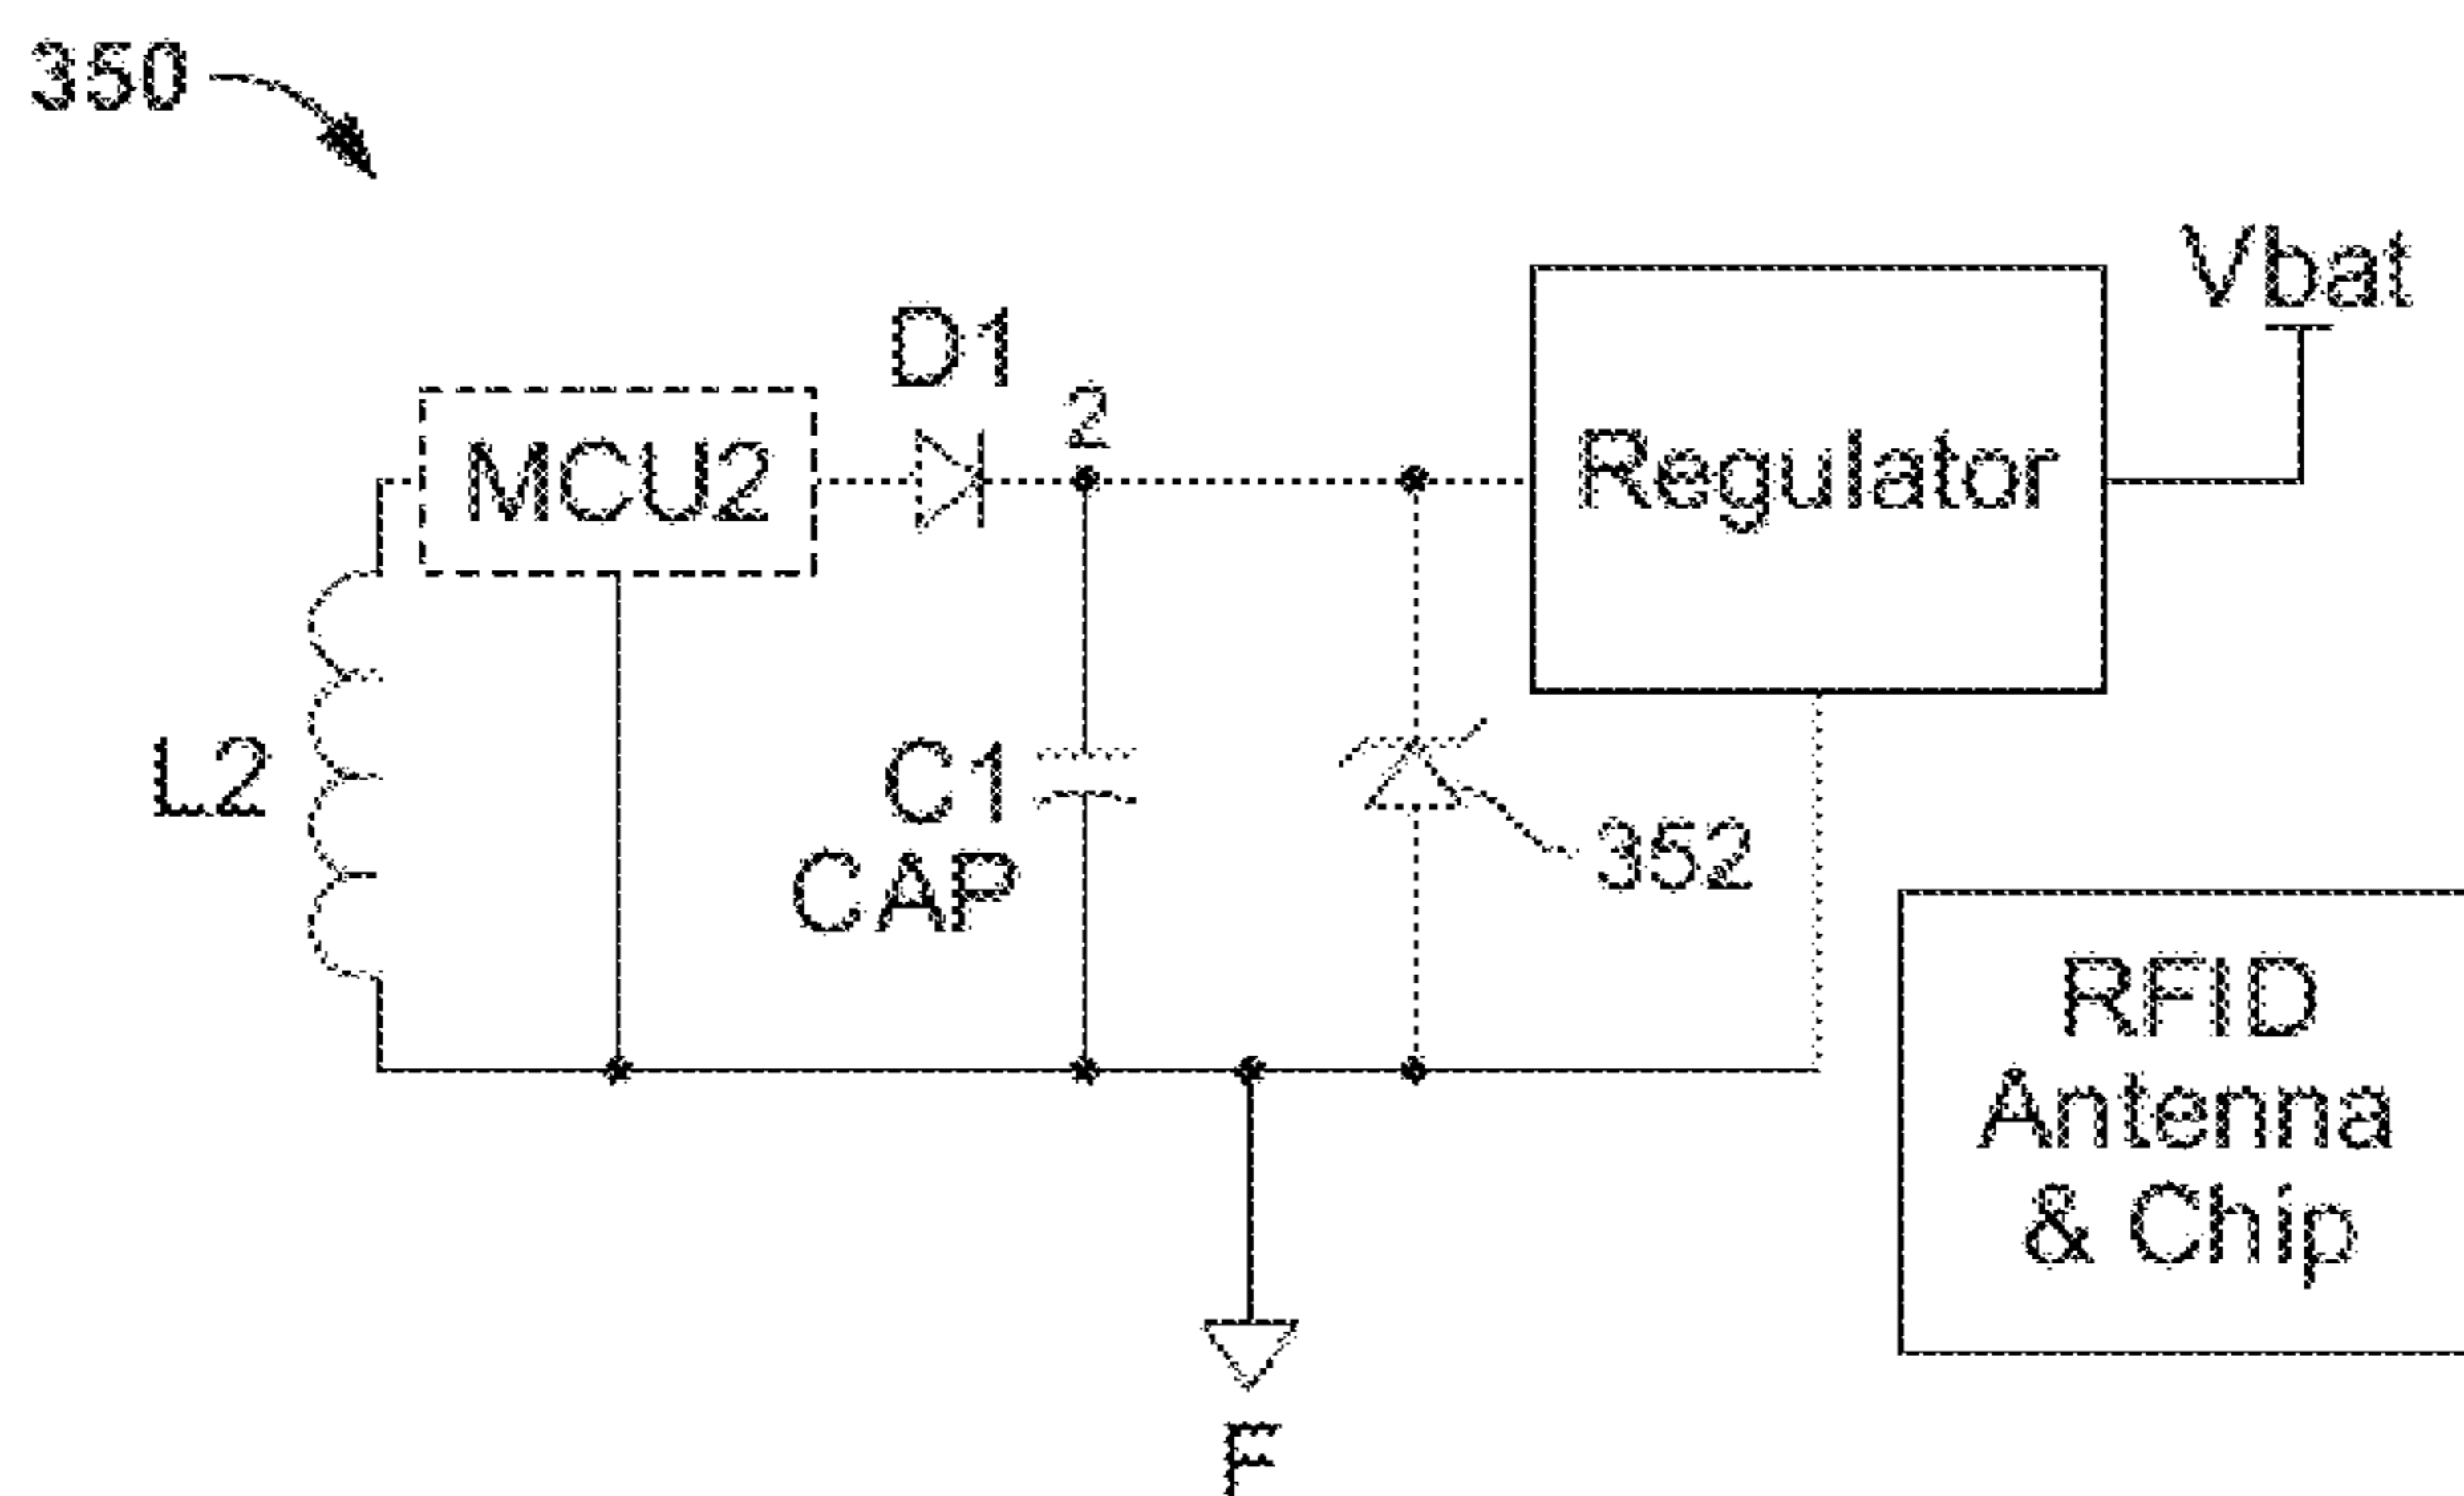 350
Vbat
D1
2
MCU2
Regulator
L2
C1
CAP
352
RFID
Antenna
& Chip
F